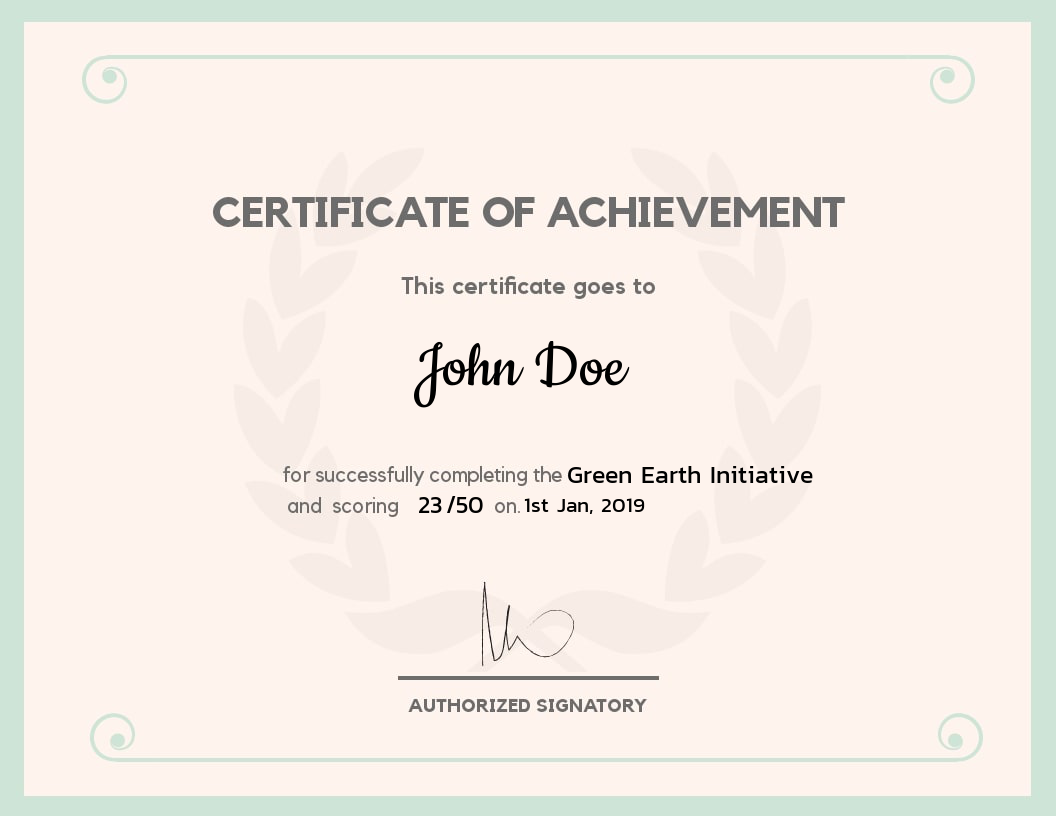 CERTIFICATE OF ACHIEVEMENT
This certificate goes to
John Doe
for successfully completing the Green Earth Initiative
and scoring 23 /50 on. 1st Jan, 2019
AUTHORIZED SIGNATORY